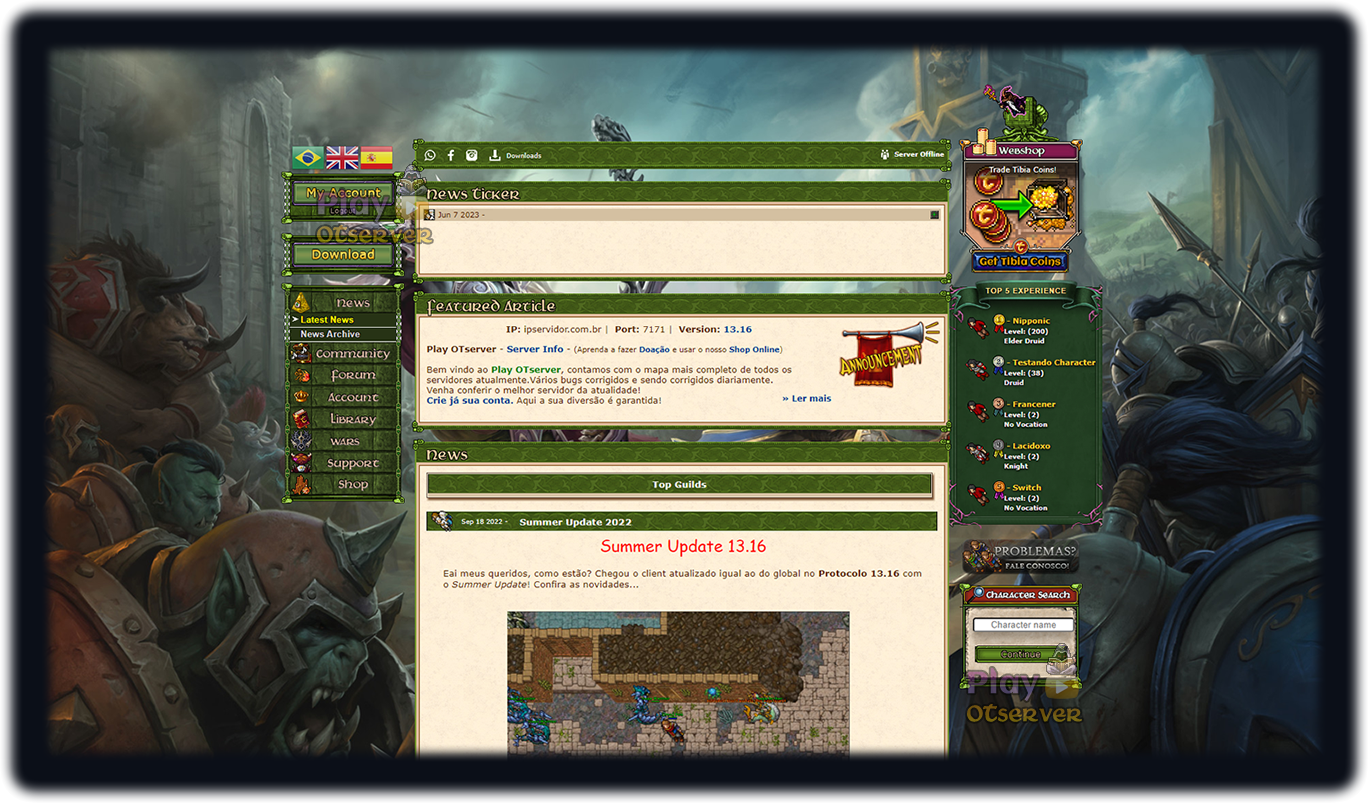 My Account
Logout
Play
OTserver
Download
News
Latest News
News Archive
Community
Forum
Account
Library
Wars
Support
Shop
Downloads
Server Offline
News Ticker
Jun 7 2023 -
Featured Article
IP: ipservidor.com.br | Port: 7171 | Version: 13.16
Play OTserver - Server Info - (Aprenda a fazer Doação e usar o nosso Shop Online)
Bem vindo ao Play OTserver, contamos com o mapa mais completo de todos os
servidores atualmente.Vários bugs corrigidos e sendo corrigidos diariamente.
Venha conferir o melhor servidor da atualidade!
Crie já sua conta. Aqui a sua diversão é garantida!
» Ler mais
ANNOUNCEMENT
News
Top Guilds
Sep 18 2022 - Summer Update 2022
Summer Update 13.16
Eai meus queridos, como estão? Chegou o client atualizado igual ao do global no Protocolo 13.16 com
o Summer Update! Confira as novidades...
Webshop
Trade Tibia Coins!
Get Tibia Coins
TOP 5 EXPERIENCE
1 - Nipponic
Level: (200)
Elder Druid
2 - Testando Character
Level: (38)
Druid
3 - Francener
Level: (2)
No Vocation
4 - Lacidoxo
Level: (2)
Knight
5 - Switch
Level: (2)
No Vocation
PROBLEMAS?
FALE CONOSCO!
Character Search
Character name
Continue
Play
OTserver